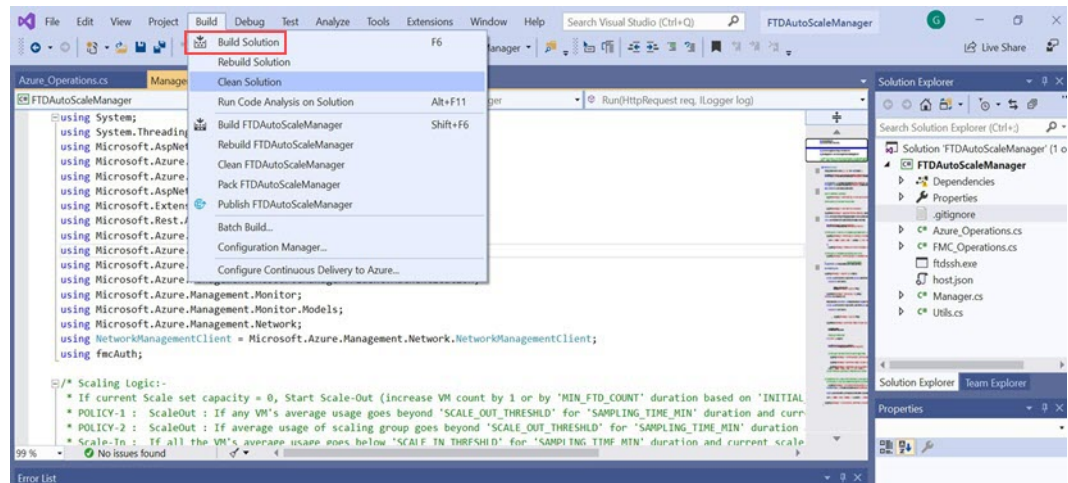 File Edit View Project Build Debug Test Analyze Tools Extensions Window Help Search Visual Studio (Ctrl+Q) FTDAutoScaleManager G
Live Share
Build Solution F6
Rebuild Solution
Clean Solution
Run Code Analysis on Solution Alt+F11
Build FTDAutoScaleManager Shift+F6
Rebuild FTDAutoScaleManager
Clean FTDAutoScaleManager
Pack FTDAutoScaleManager
Publish FTDAutoScaleManager
Batch Build...
Configuration Manager...
Configure Continuous Delivery to Azure...
Azure_Operations.cs Manage
FTDAutoScaleManager Run(HttpRequest req, ILogger log)
using System;
using System.Threading
using Microsoft.AspNet
using Microsoft.Azure.
using Microsoft.Azure.
using Microsoft.AspNet
using Microsoft.Extens
using Microsoft.Rest.A
using Microsoft.Azure.
using Microsoft.Azure.
using Microsoft.Azure.
using Microsoft.Azure.
using Microsoft.Azure.Management.Monitor;
using Microsoft.Azure.Management.Monitor.Models;
using Microsoft.Azure.Management.Network;
using NetworkManagementClient = Microsoft.Azure.Management.Network.NetworkManagementClient;
using fmcAuth;
/* Scaling Logic:-
* If current Scale set capacity = 0, Start Scale-Out (increase VM count by 1 or by 'MIN_FTD_COUNT' duration based on 'INITIAL_
* POLICY-1 : ScaleOut : If any VM's average usage goes beyond 'SCALE_OUT_THRESHLD' for 'SAMPLING_TIME_MIN' duration and curr
* POLICY-2 : ScaleOut : If average usage of scaling group goes beyond 'SCALE_OUT_THRESHLD' for 'SAMPLING_TIME_MIN' duration
* Scale-In : If all the VM's average usage goes below 'SCALE_IN_THRESHLD' for 'SAMPLING_TIME_MIN' duration and current scale
99 % No issues found
Error List
Solution Explorer
Search Solution Explorer (Ctrl+;)
Solution 'FTDAutoScaleManager' (1 o
FTDAutoScaleManager
Dependencies
Properties
.gitignore
Azure_Operations.cs
FMC_Operations.cs
ftdssh.exe
host.json
Manager.cs
Utils.cs
Solution Explorer Team Explorer
Properties